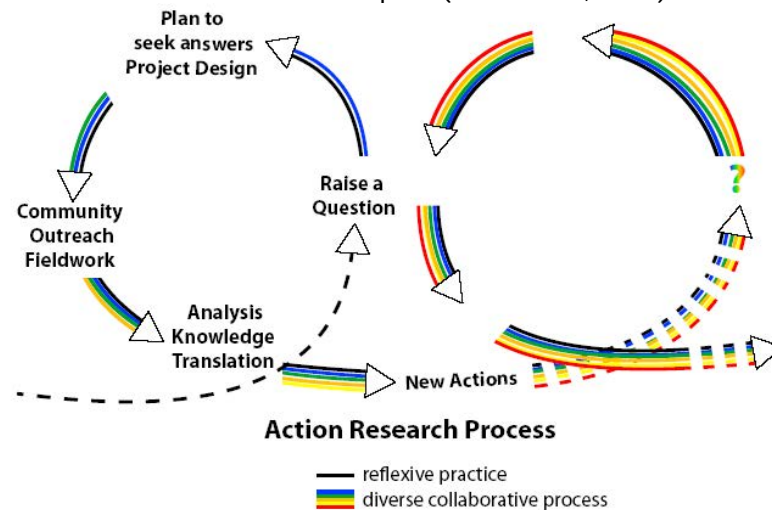 Plan to
seek answers
Project Design
Community
Outreach
Fieldwork
Raise a
Question
?
Analysis
Knowledge
Translation
New Actions
Action Research Process
reflexive practice
diverse collaborative process